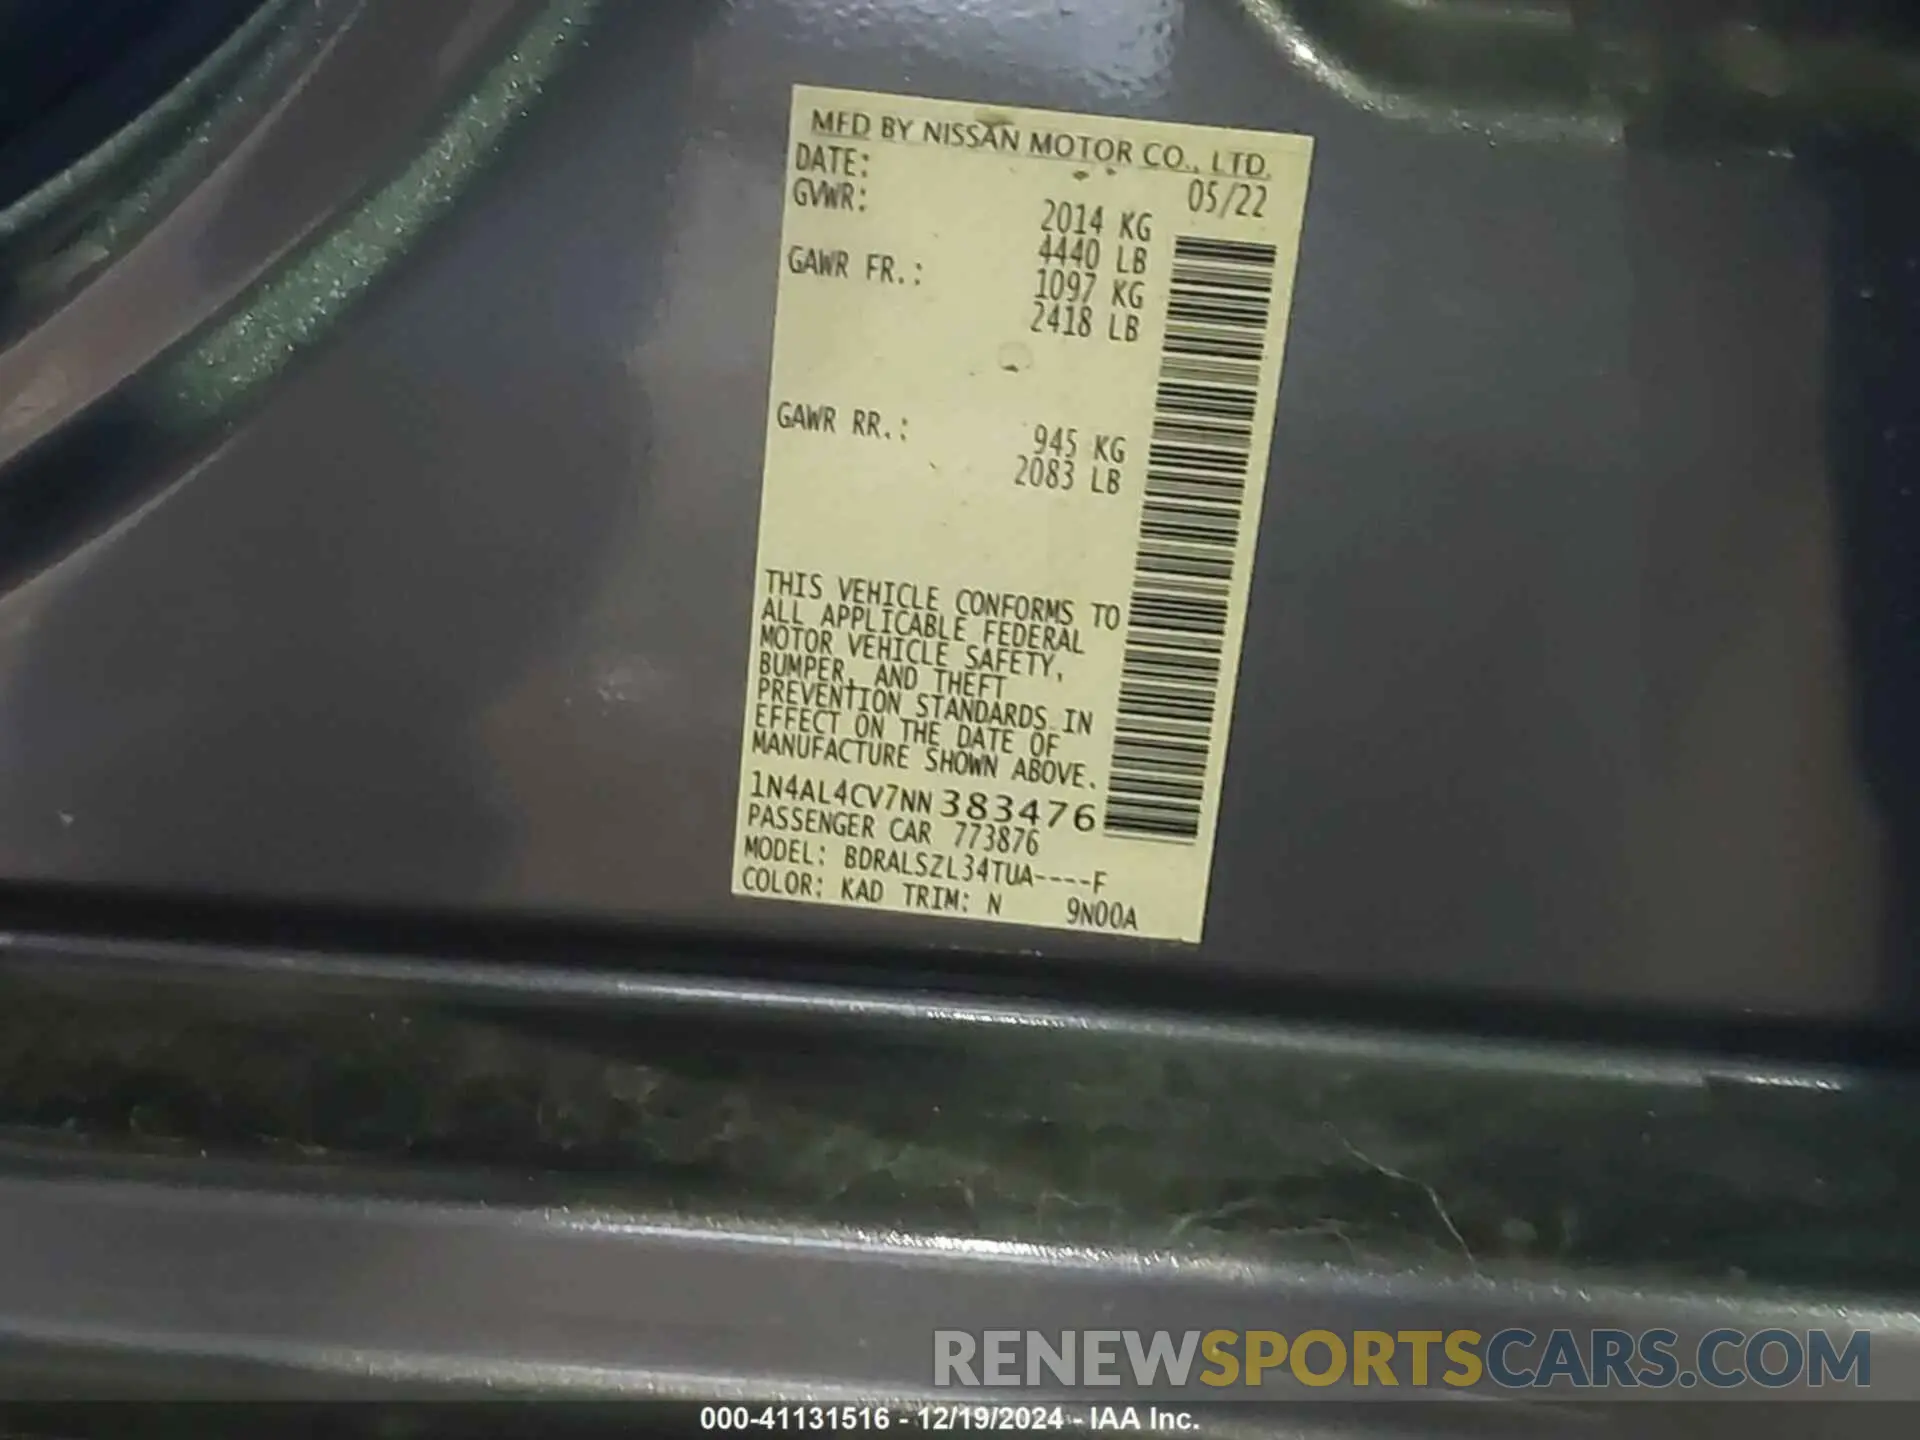 MFD BY NISSAN MOTOR CO., LTD.
DATE: 05/22
GVWR: 2014 KG
4440 LB
GAWR FR.: 1097 KG
2418 LB
GAWR RR.: 945 KG
2083 LB
THIS VEHICLE CONFORMS TO
ALL APPLICABLE FEDERAL
MOTOR VEHICLE SAFETY,
BUMPER, AND THEFT
PREVENTION STANDARDS IN
EFFECT ON THE DATE OF
MANUFACTURE SHOWN ABOVE.
1N4AL4CV7NN383476
PASSENGER CAR 773876
MODEL: BDRALSZL34TUA----F
COLOR: KAD TRIM: N 9N00A
RENEWSPORTSCARS.COM
000-41131516 - 12/19/2024 - IAA Inc.